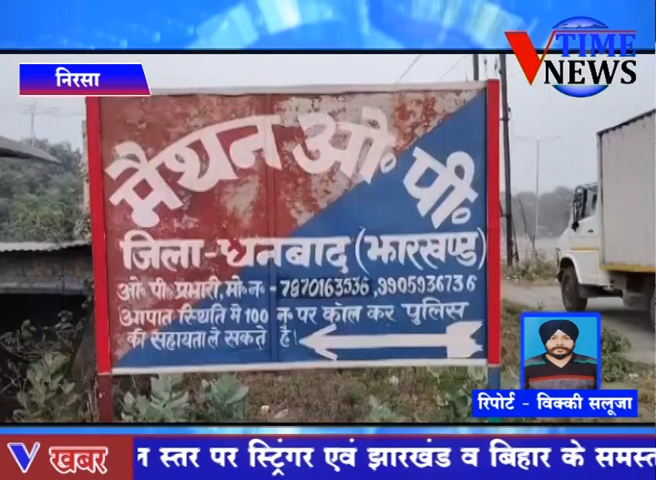 निरसा
V TIME NEWS
मैथन ओ॰ पी॰
जिला-धनबाद (झारखण्ड)
ओ॰ पी॰ प्रभारी, मो॰ न॰ - 7870163536, 9905936736
आपात स्थिति में 100 न॰ पर कॉल कर पुलिस
की सहायता ले सकते है।
रिपोर्ट - विक्की सलूजा
V खबर
ल स्तर पर स्ट्रिंगर एवं झारखंड व बिहार के समस्त